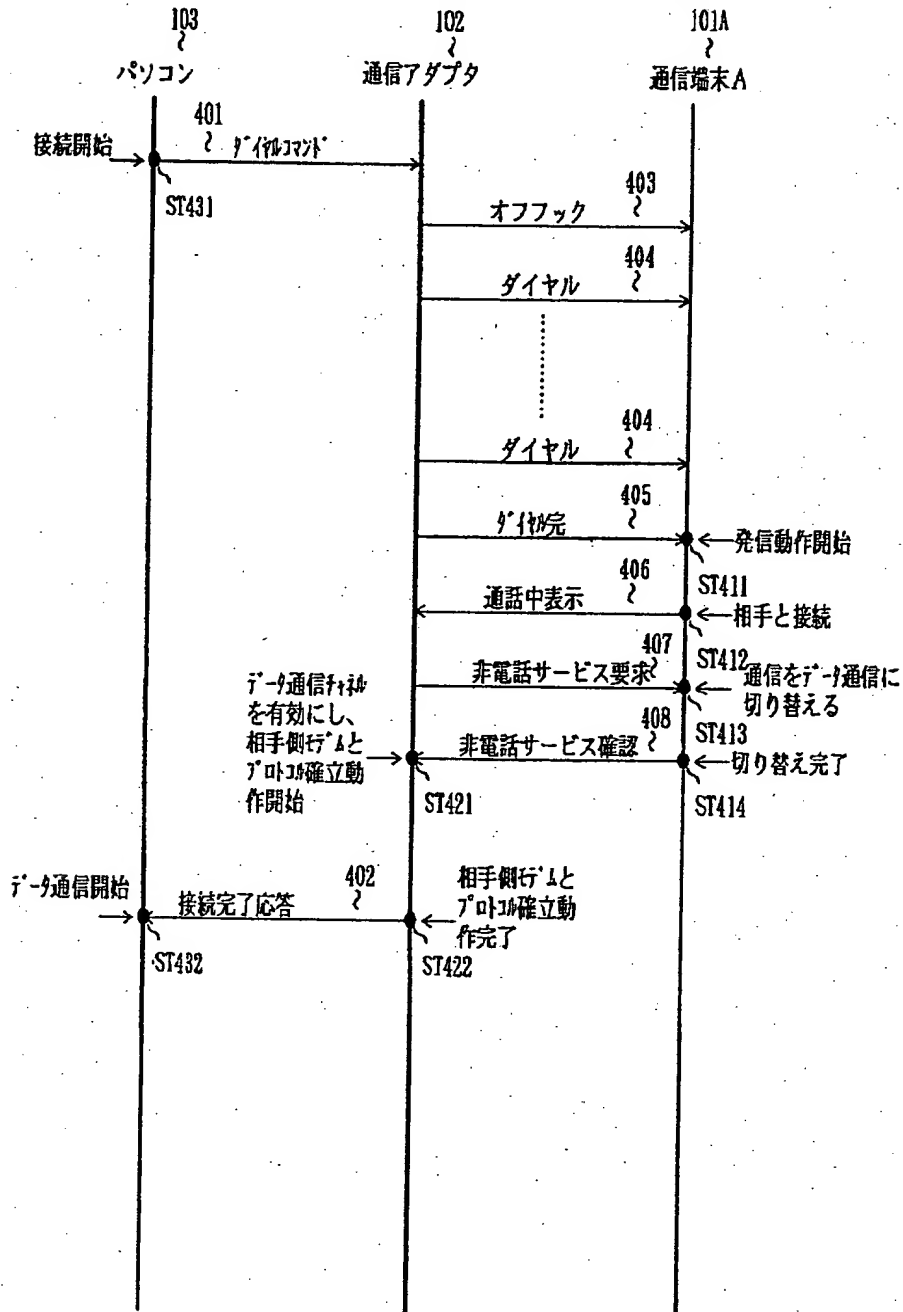 103
パソコン
102
通信アダプタ
101A
通信端末A
接続開始
401
ダイヤルコマンド
ST431
403
オフフック
404
ダイヤル
404
ダイヤル
405
ダイヤル完
発信動作開始
ST411
406
通話中表示
相手と接続
ST412
407
非電話サービス要求
通信をデータ通信に
切り替える
ST413
データ通信チャネル
を有効にし、
相手側モデムと
プロトコル確立動
作開始
408
非電話サービス確認
切り替え完了
ST421
ST414
データ通信開始
402
接続完了応答
相手側モデムと
プロトコル確立動
作完了
ST432
ST422